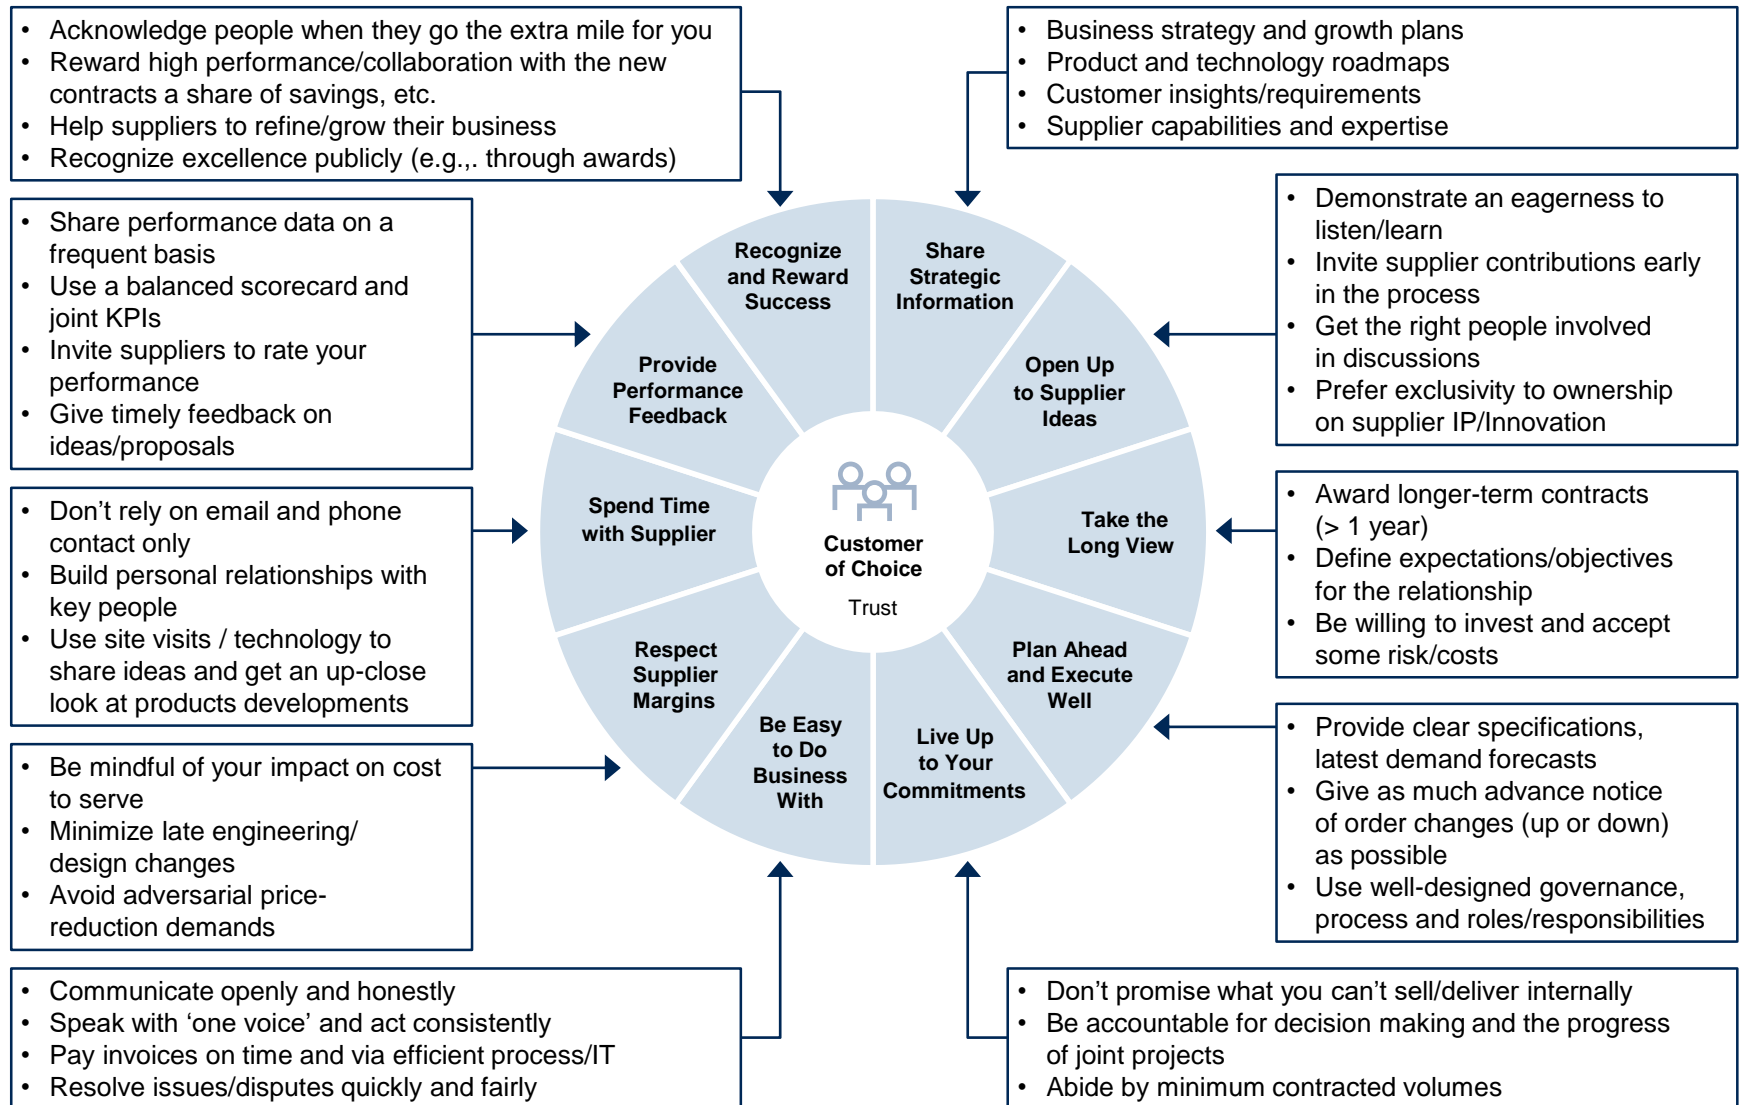 • Acknowledge people when they go the extra mile for you
• Reward high performance/collaboration with the new
contracts a share of savings, etc.
• Help suppliers to refine/grow their business
• Recognize excellence publicly (e.g.,. through awards)
• Business strategy and growth plans
• Product and technology roadmaps
• Customer insights/requirements
• Supplier capabilities and expertise
• Share performance data on a
frequent basis
• Use a balanced scorecard and
joint KPIs
• Invite suppliers to rate your
performance
• Give timely feedback on
ideas/proposals
• Demonstrate an eagerness to
listen/learn
• Invite supplier contributions early
in the process
• Get the right people involved
in discussions
• Prefer exclusivity to ownership
on supplier IP/Innovation
• Don’t rely on email and phone
contact only
• Build personal relationships with
key people
• Use site visits / technology to
share ideas and get an up-close
look at products developments
• Award longer-term contracts
(> 1 year)
• Define expectations/objectives
for the relationship
• Be willing to invest and accept
some risk/costs
• Be mindful of your impact on cost
to serve
• Minimize late engineering/
design changes
• Avoid adversarial price-
reduction demands
• Provide clear specifications,
latest demand forecasts
• Give as much advance notice
of order changes (up or down)
as possible
• Use well-designed governance,
process and roles/responsibilities
• Communicate openly and honestly
• Speak with ‘one voice’ and act consistently
• Pay invoices on time and via efficient process/IT
• Resolve issues/disputes quickly and fairly
• Don’t promise what you can’t sell/deliver internally
• Be accountable for decision making and the progress
of joint projects
• Abide by minimum contracted volumes
Recognize
and Reward
Success
Share
Strategic
Information
Provide
Performance
Feedback
Open Up
to Supplier
Ideas
Spend Time
with Supplier
Customer
of Choice
Trust
Take the
Long View
Respect
Supplier
Margins
Plan Ahead
and Execute
Well
Be Easy
to Do
Business
With
Live Up
to Your
Commitments